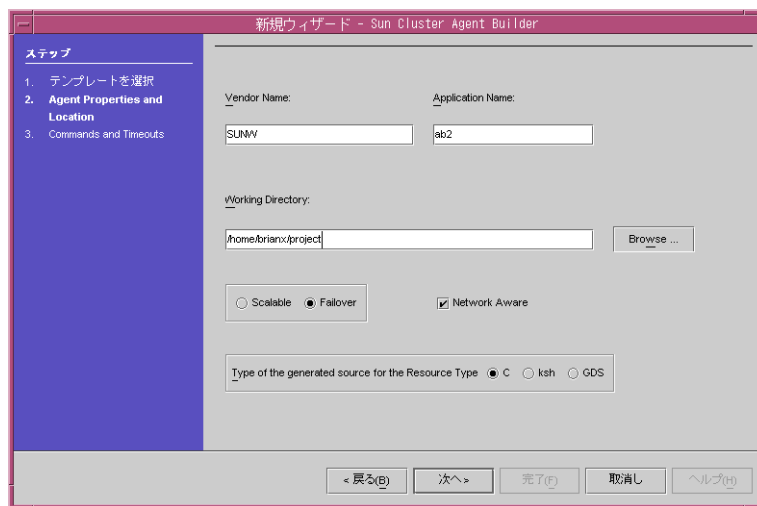 新規ウィザード - Sun Cluster Agent Builder
ステップ
1. テンプレートを選択
2. Agent Properties and
Location
3. Commands and Timeouts
Vendor Name: Application Name:
SUNW ab2
Working Directory:
/home/brianx/project Browse ...
Scalable Failover Network Aware
Type of the generated source for the Resource Type C ksh GDS
< 戻る(B) 次へ > 完了(F) 取消し ヘルプ(H)